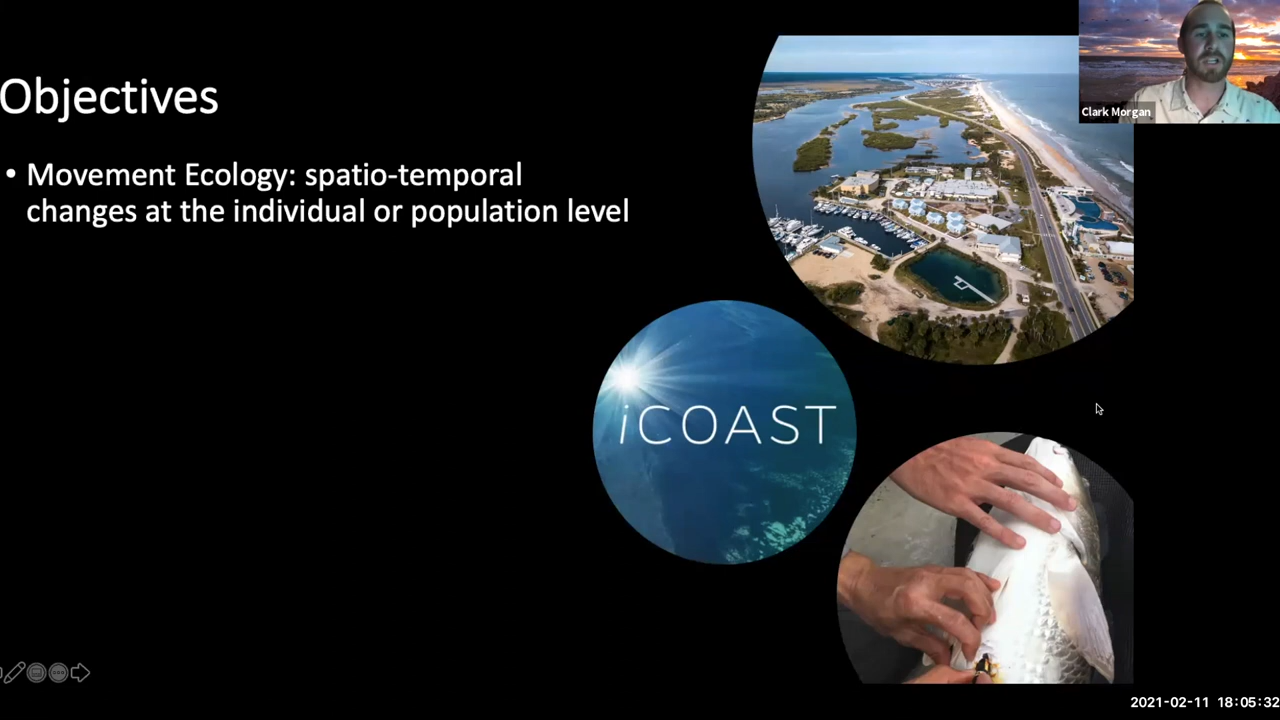 Objectives
• Movement Ecology: spatio-temporal
changes at the individual or population level
iCOAST
Clark Morgan
2021-02-11 18:05:32